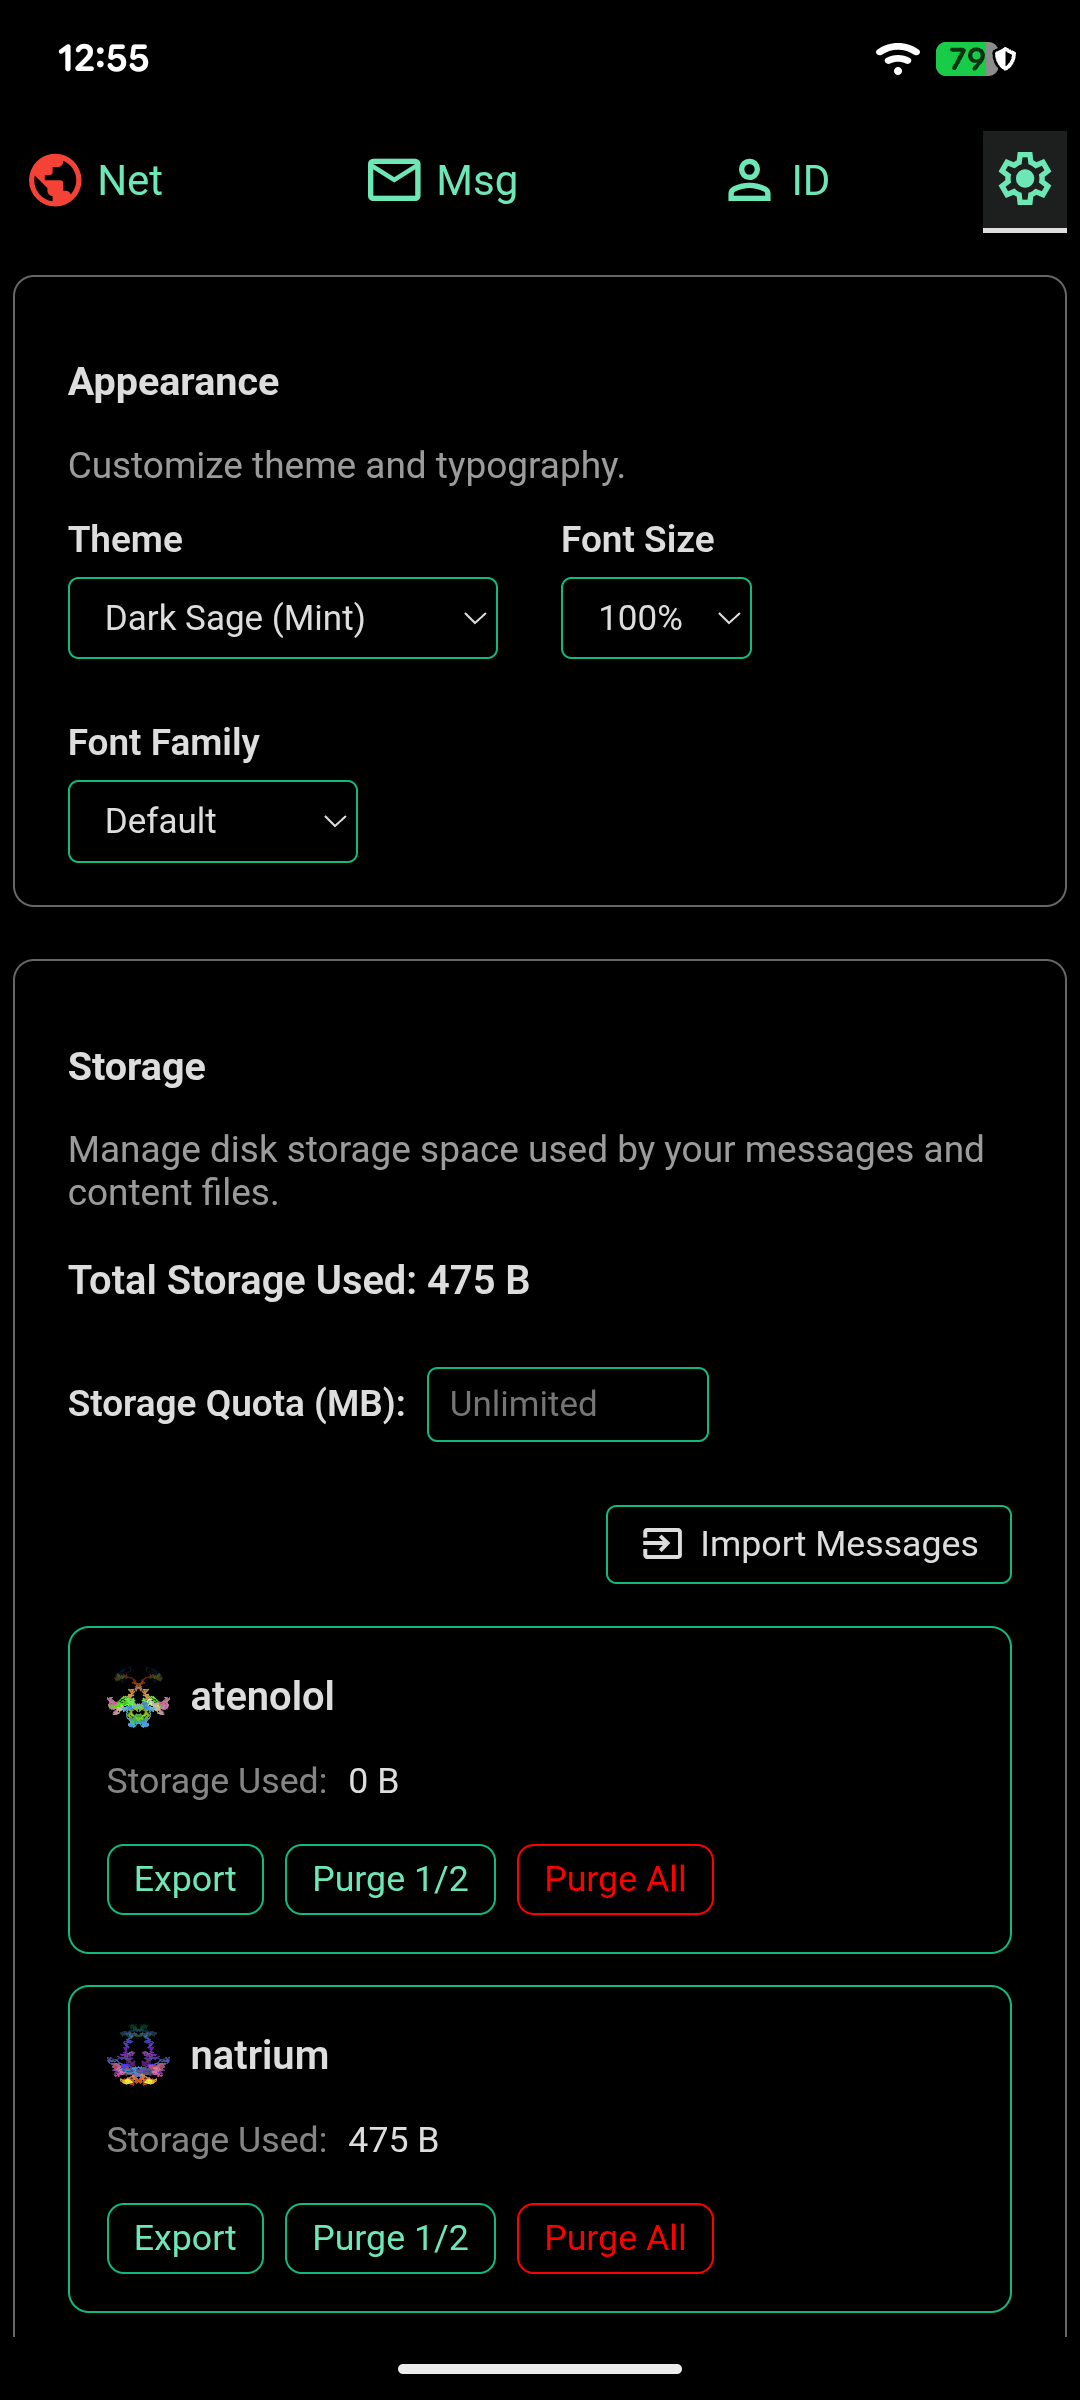 12:55
79
Net
Msg
ID
Appearance
Customize theme and typography.
Theme
Font Size
Dark Sage (Mint)
100%
Font Family
Default
Storage
Manage disk storage space used by your messages and
content files.
Total Storage Used: 475 B
Storage Quota (MB):
Unlimited
Import Messages
atenolol
Storage Used: 0 B
Export
Purge 1/2
Purge All
natrium
Storage Used: 475 B
Export
Purge 1/2
Purge All